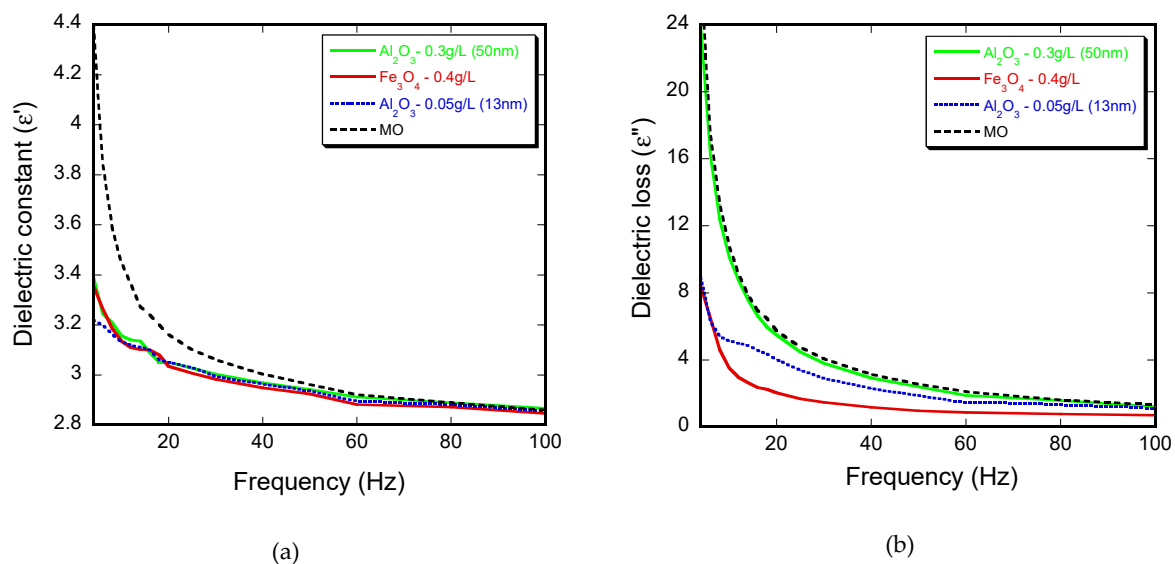 4.4
4.2
4
3.8
3.6
3.4
3.2
3
2.8
20
40
60
80
100
Dielectric constant (ε')
Frequency (Hz)
Al₂O₃- 0.3g/L (50nm)
Fe₃O₄ - 0.4g/L
Al₂O₃ - 0.05g/L (13nm)
MO
(a)
24
20
16
12
8
4
0
20
40
60
80
100
Dielectric loss (ε")
Frequency (Hz)
Al₂O₃- 0.3g/L (50nm)
Fe₃O₄ - 0.4g/L
Al₂O₃ - 0.05g/L (13nm)
MO
(b)